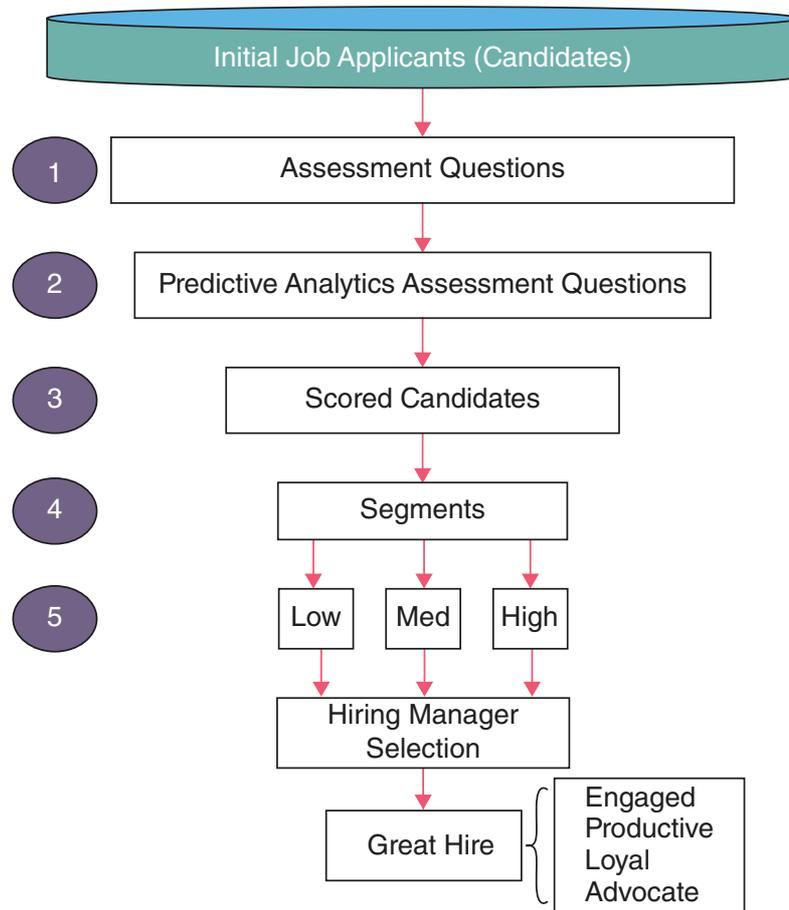 Initial Job Applicants (Candidates)
1
Assessment Questions
2
Predictive Analytics Assessment Questions
3
Scored Candidates
4
Segments
5
Low
Med
High
Hiring Manager
Selection
Great Hire
Engaged
Productive
Loyal
Advocate